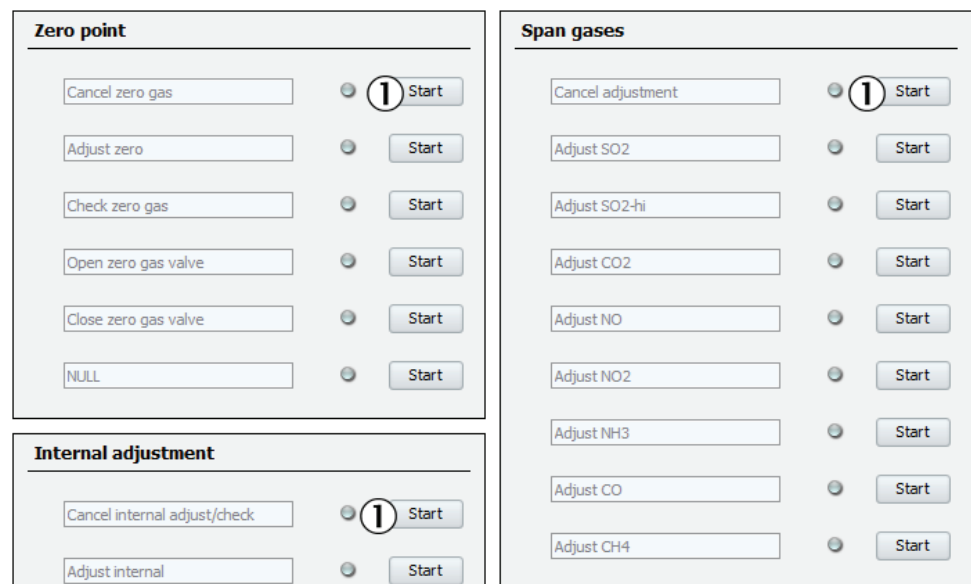 Zero point
Cancel zero gas 1 Start
Adjust zero Start
Check zero gas Start
Open zero gas valve Start
Close zero gas valve Start
NULL Start
Internal adjustment
Cancel internal adjust/check 1 Start
Adjust internal Start
Span gases
Cancel adjustment 1 Start
Adjust SO2 Start
Adjust SO2-hi Start
Adjust CO2 Start
Adjust NO Start
Adjust NO2 Start
Adjust NH3 Start
Adjust CO Start
Adjust CH4 Start